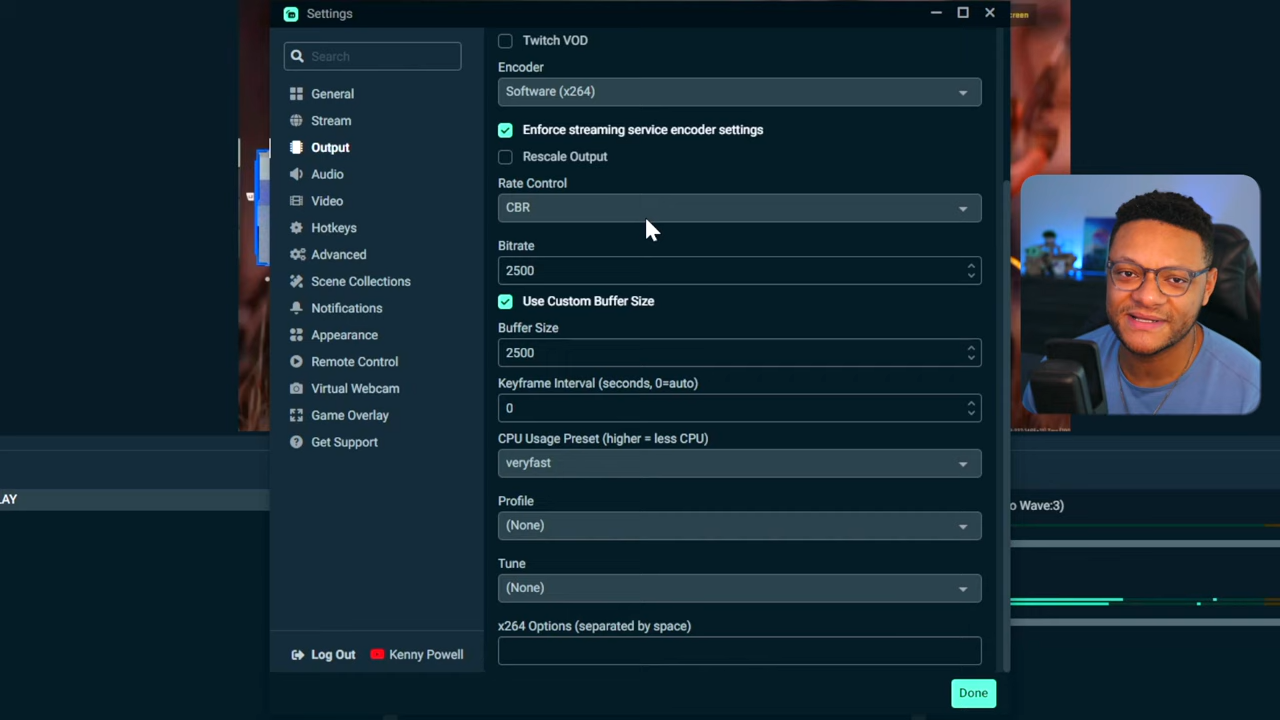 Settings
Search
General
Stream
Output
Audio
Video
Hotkeys
Advanced
Scene Collections
Notifications
Appearance
Remote Control
Virtual Webcam
Game Overlay
Get Support
Log Out
Kenny Powell
Twitch VOD
Encoder
Software (x264)
Enforce streaming service encoder settings
Rescale Output
Rate Control
CBR
Bitrate
2500
Use Custom Buffer Size
Buffer Size
2500
Keyframe Interval (seconds, 0=auto)
0
CPU Usage Preset (higher = less CPU)
veryfast
Profile
(None)
Tune
(None)
x264 Options (separated by space)
Done
LAY
o Wave:3)
creen